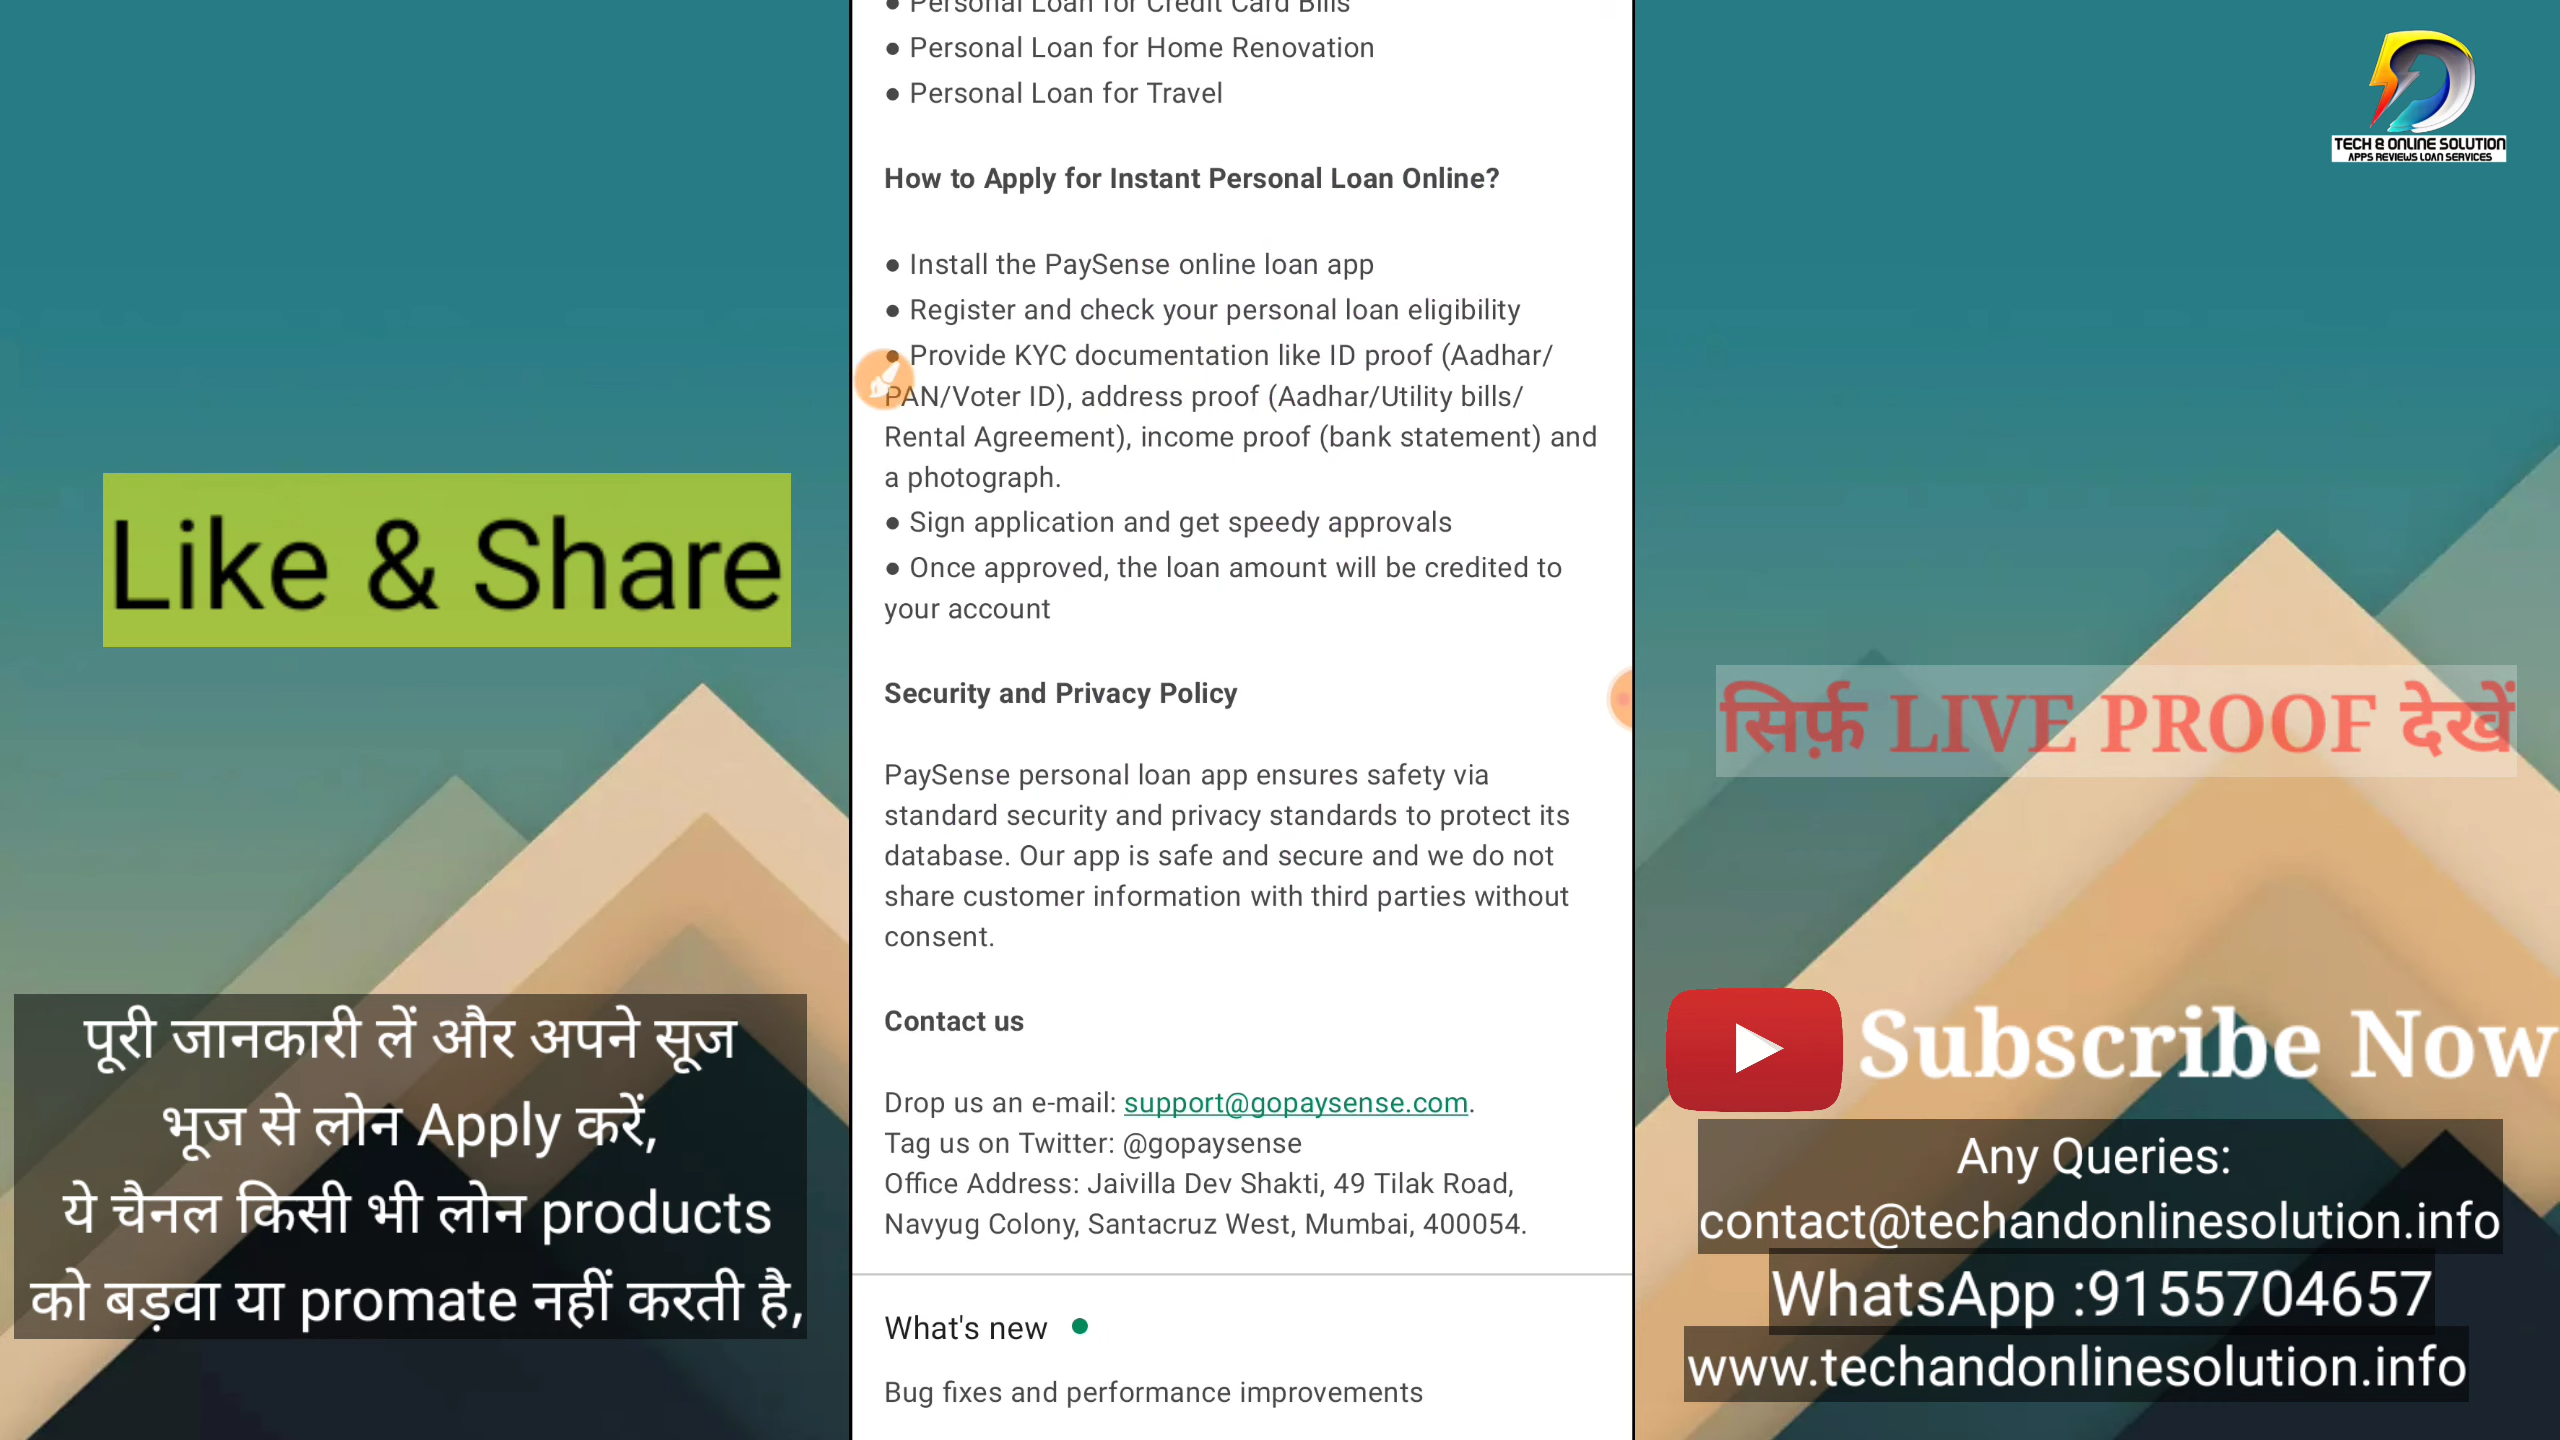 ● Personal Loan for Credit Card Bills
● Personal Loan for Home Renovation
● Personal Loan for Travel
How to Apply for Instant Personal Loan Online?
● Install the PaySense online loan app
● Register and check your personal loan eligibility
● Provide KYC documentation like ID proof (Aadhar/
PAN/Voter ID), address proof (Aadhar/Utility bills/
Rental Agreement), income proof (bank statement) and
a photograph.
● Sign application and get speedy approvals
● Once approved, the loan amount will be credited to
your account
Security and Privacy Policy
PaySense personal loan app ensures safety via
standard security and privacy standards to protect its
database. Our app is safe and secure and we do not
share customer information with third parties without
consent.
Contact us
Drop us an e-mail: support@gopaysense.com.
Tag us on Twitter: @gopaysense
Office Address: Jaivilla Dev Shakti, 49 Tilak Road,
Navyug Colony, Santacruz West, Mumbai, 400054.
What's new
Bug fixes and performance improvements
Like & Share
पूरी जानकारी लें और अपने सूज
भूज से लोन Apply करें,
ये चैनल किसी भी लोन products
को बड़वा या promate नहीं करती है,
TECH & ONLINE SOLUTION
APPS REVIEWS LOAN SERVICES
सिर्फ़ LIVE PROOF देखें
Subscribe Now
Any Queries:
contact@techandonlinesolution.info
WhatsApp :9155704657
www.techandonlinesolution.info